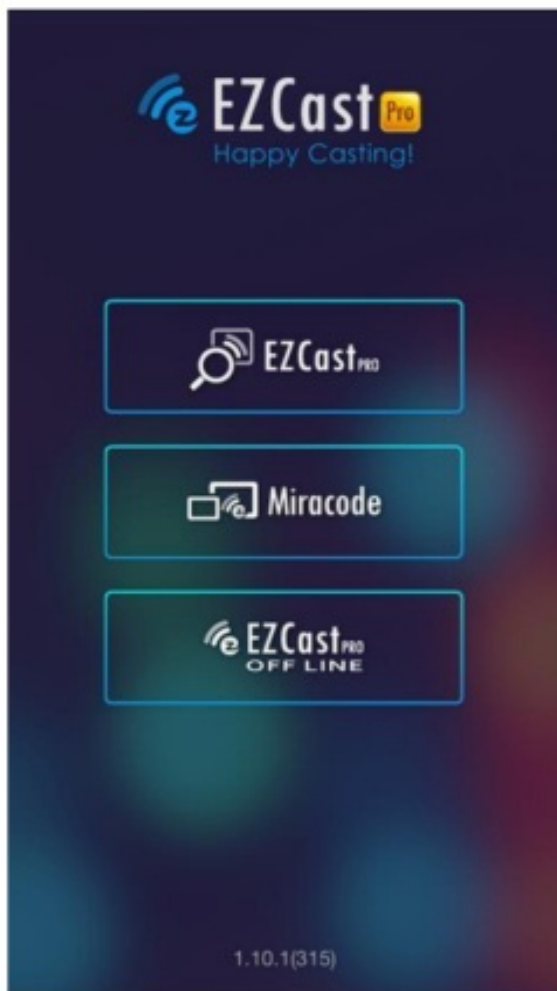 EZCast Pro
Happy Casting!
EZCast PRO
Miracode
EZCast PRO
OFF LINE
1.10.1(315)